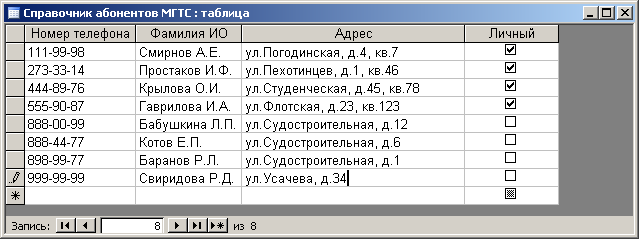 Справочник абонентов МГТС : таблица
Номер телефона Фамилия ИО Адрес Личный
111-99-98 Смирнов А.Е. ул.Погодинская, д.4, кв.7
273-33-14 Простаков И.Ф. ул.Пехотинцев, д.1, кв.46
444-89-76 Крылова О.И. ул.Студенческая, д.45, кв.78
555-90-87 Гаврилова И.А. ул.Флотская, д.23, кв.123
888-00-99 Бабушкина Л.П. ул.Судостроительная, д.12
888-44-77 Котов Е.П. ул.Судостроительная, д.6
898-99-77 Баранов Р.Л. ул.Судостроительная, д.1
999-99-99 Свиридова Р.Д. ул.Усачева, д.34
Запись: 8 из 8